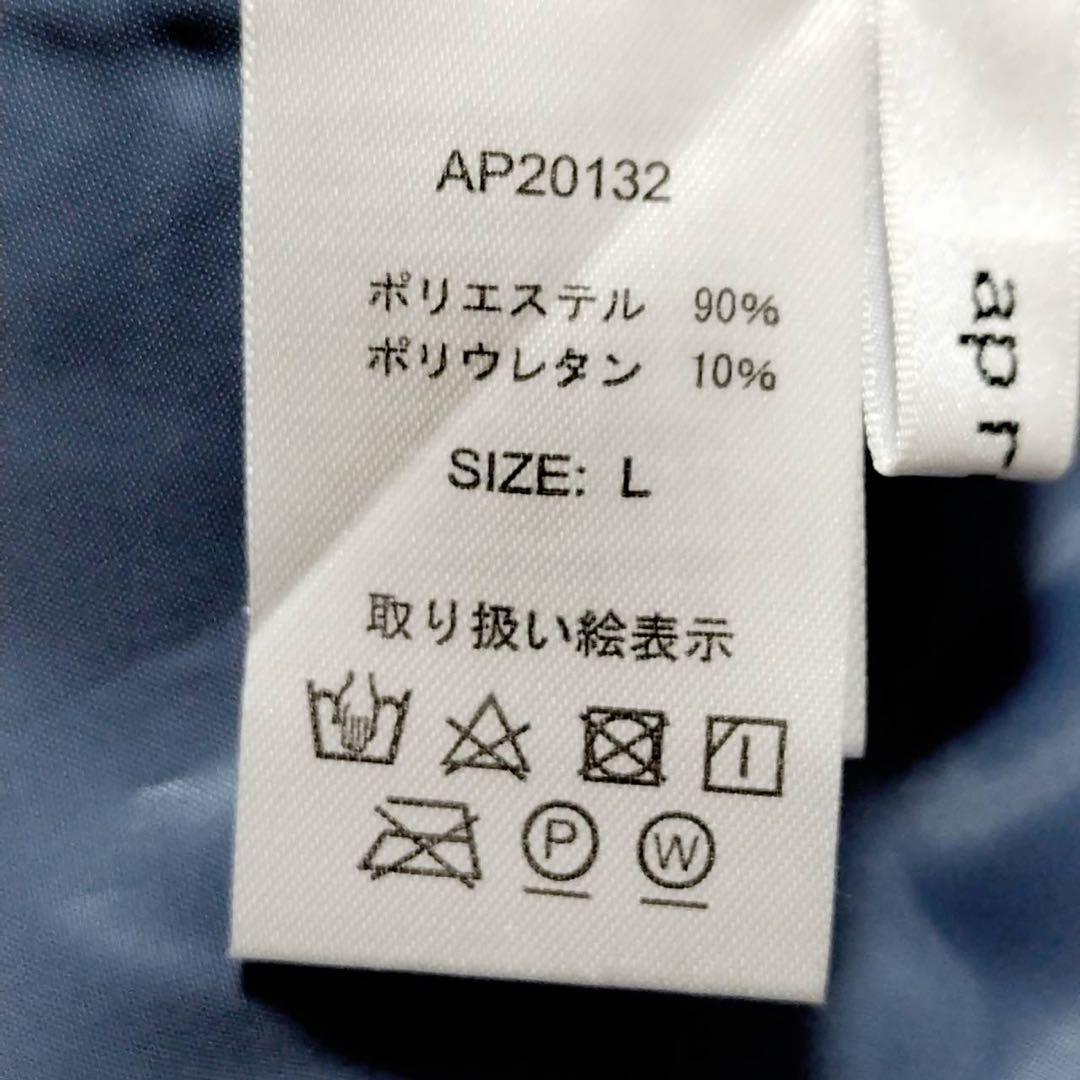 AP20132
ポリエステル 90%
ポリウレタン 10%
SIZE: L
取り扱い絵表示
P W
apr